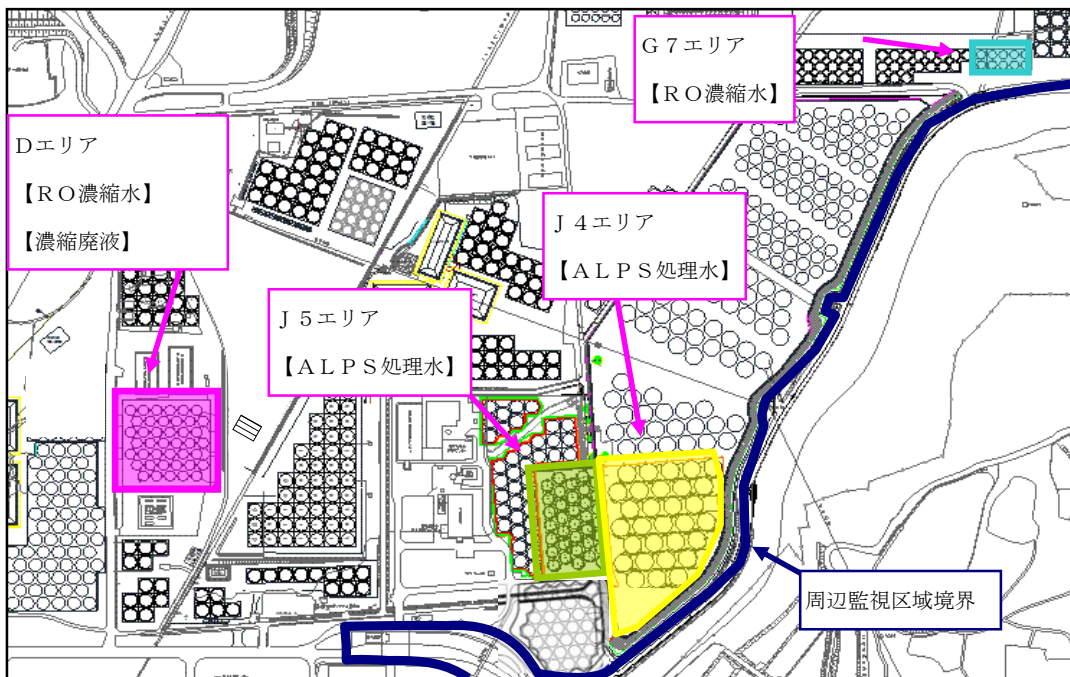 G7エリア
【RO濃縮水】
Dエリア
【RO濃縮水】
【濃縮廃液】
J4エリア
【ALPS処理水】
J5エリア
【ALPS処理水】
周辺監視区域境界